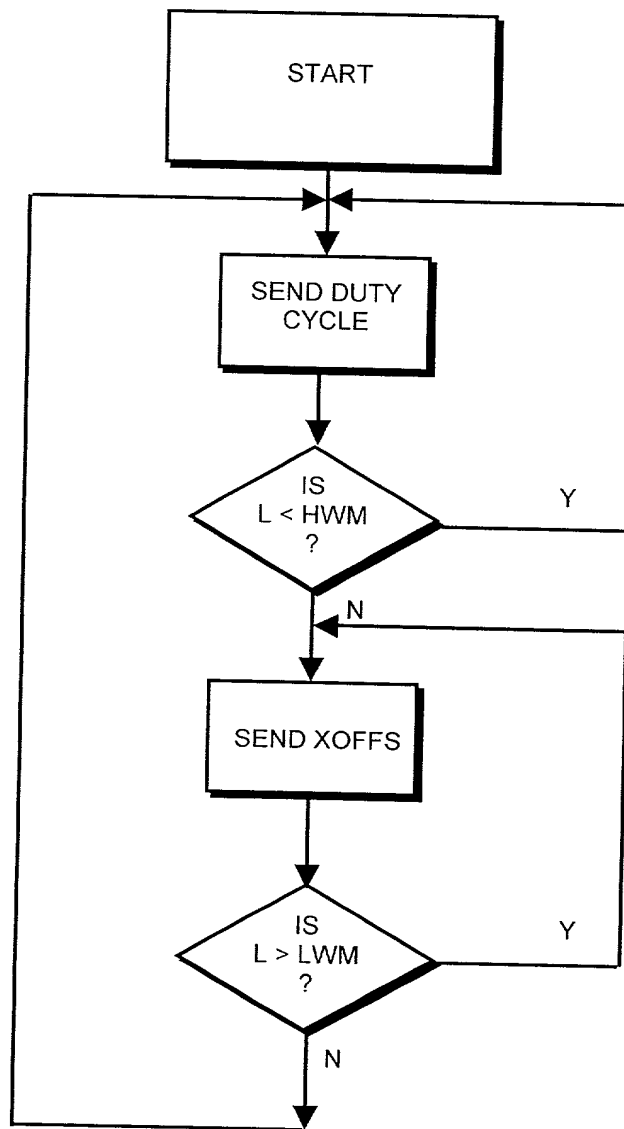 START
SEND DUTY
CYCLE
IS
L < HWM
?
Y
N
SEND XOFFS
IS
L > LWM
?
Y
N